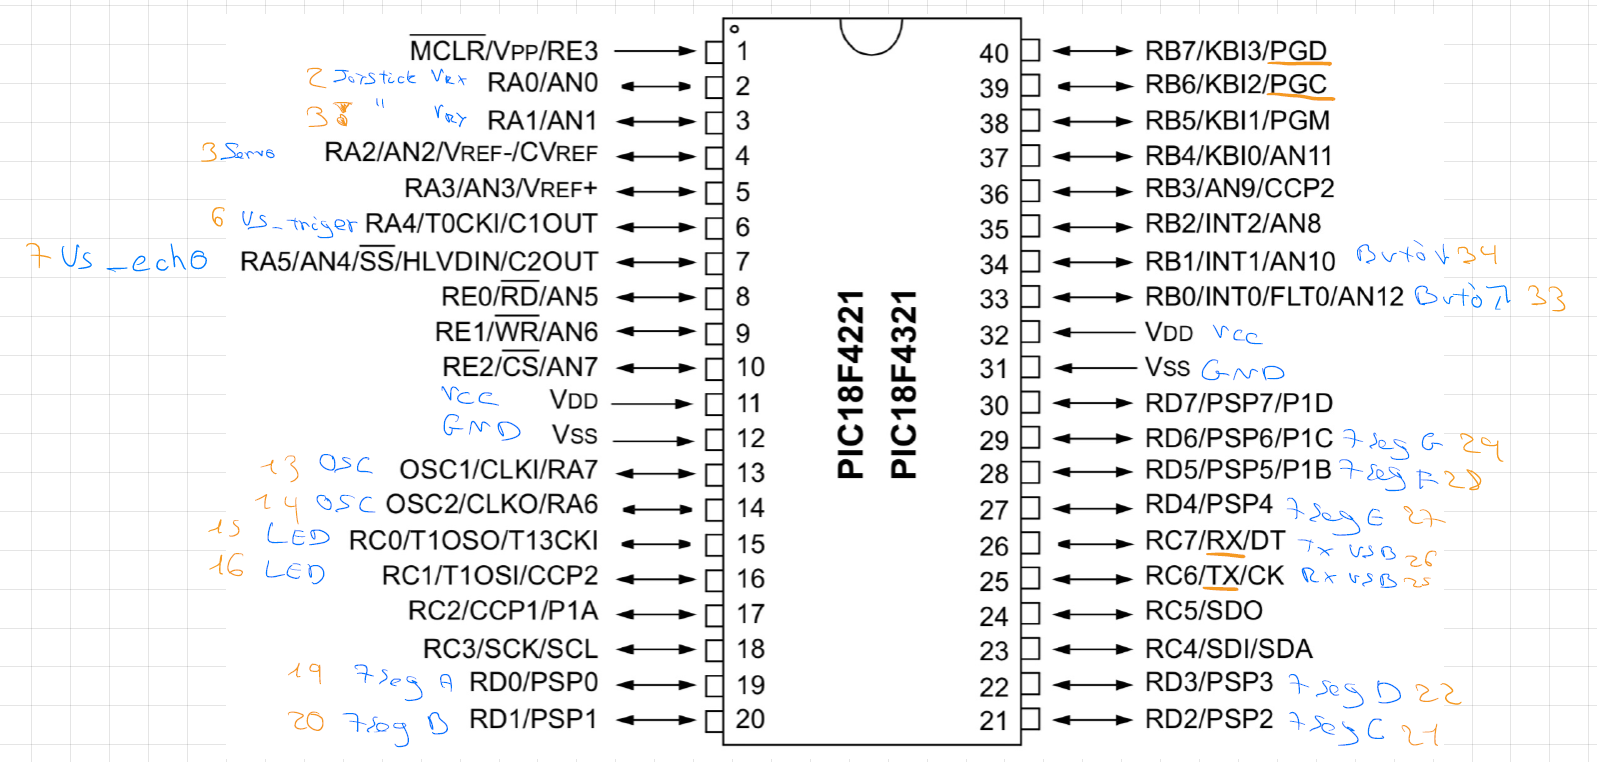 MCLR/VPP/RE3 1 40 RB7/KBI3/PGD
2 Joystick VRX RA0/AN0 2 39 RB6/KBI2/PGC
3 " VRY RA1/AN1 3 38 RB5/KBI1/PGM
3 Servo RA2/AN2/VREF-/CVREF 4 37 RB4/KBI0/AN11
RA3/AN3/VREF+ 5 36 RB3/AN9/CCP2
6 US_triger RA4/T0CKI/C1OUT 6 35 RB2/INT2/AN8
7 US_echo RA5/AN4/SS/HLVDIN/C2OUT 7 34 RB1/INT1/AN10 Butó 34
RE0/RD/AN5 8 33 RB0/INT0/FLT0/AN12 Butó 33
RE1/WR/AN6 9 32 VDD VCC
RE2/CS/AN7 10 31 VSS GND
VCC VDD 11 30 RD7/PSP7/P1D
GND VSS 12 29 RD6/PSP6/P1C 7seg G 29
13 OSC OSC1/CLKI/RA7 13 28 RD5/PSP5/P1B 7seg F 28
14 OSC OSC2/CLKO/RA6 14 27 RD4/PSP4 7seg E 27
15 LED RC0/T1OSO/T13CKI 15 26 RC7/RX/DT TX USB 26
16 LED RC1/T1OSI/CCP2 16 25 RC6/TX/CK RX USB 25
RC2/CCP1/P1A 17 24 RC5/SDO
RC3/SCK/SCL 18 23 RC4/SDI/SDA
19 7seg A RD0/PSP0 19 22 RD3/PSP3 7seg D 22
20 7seg B RD1/PSP1 20 21 RD2/PSP2 7seg C 21
PIC18F4221
PIC18F4321